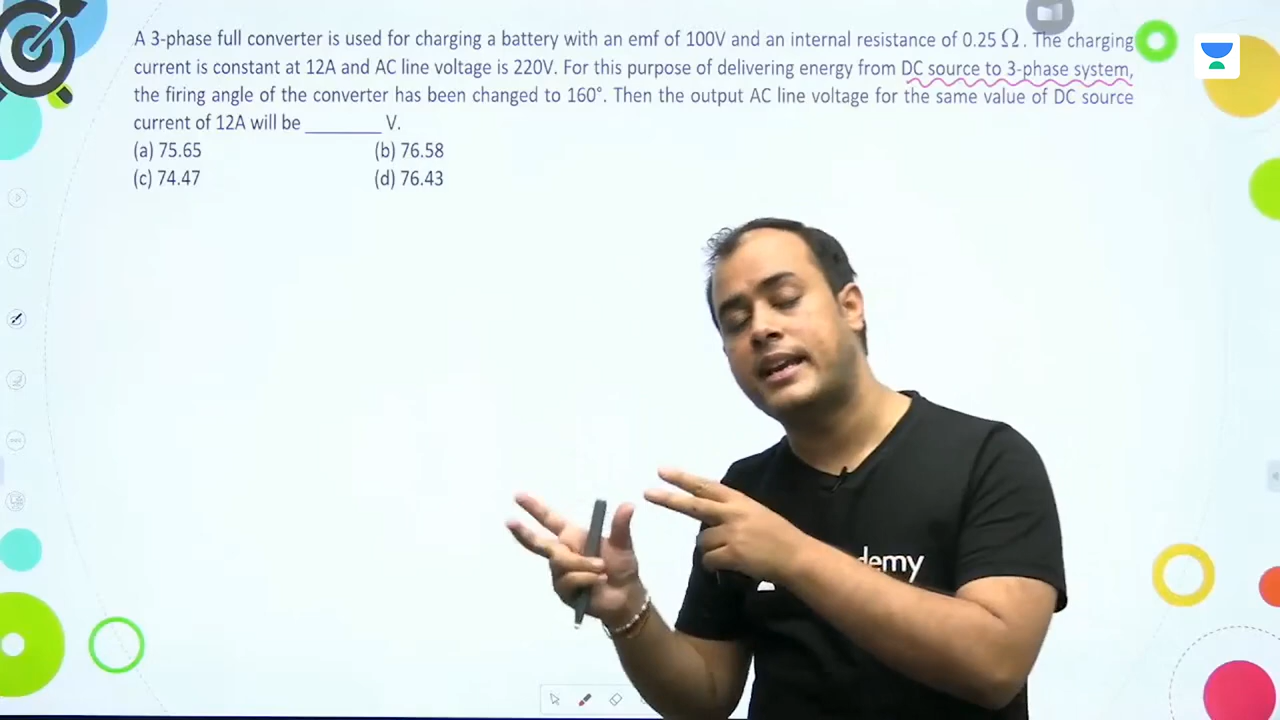 A 3-phase full converter is used for charging a battery with an emf of 100V and an internal resistance of 0.25 Ω. The charging
current is constant at 12A and AC line voltage is 220V. For this purpose of delivering energy from DC source to 3-phase system,
the firing angle of the converter has been changed to 160°. Then the output AC line voltage for the same value of DC source
current of 12A will be ________ V.
(a) 75.65 (b) 76.58
(c) 74.47 (d) 76.43
demy